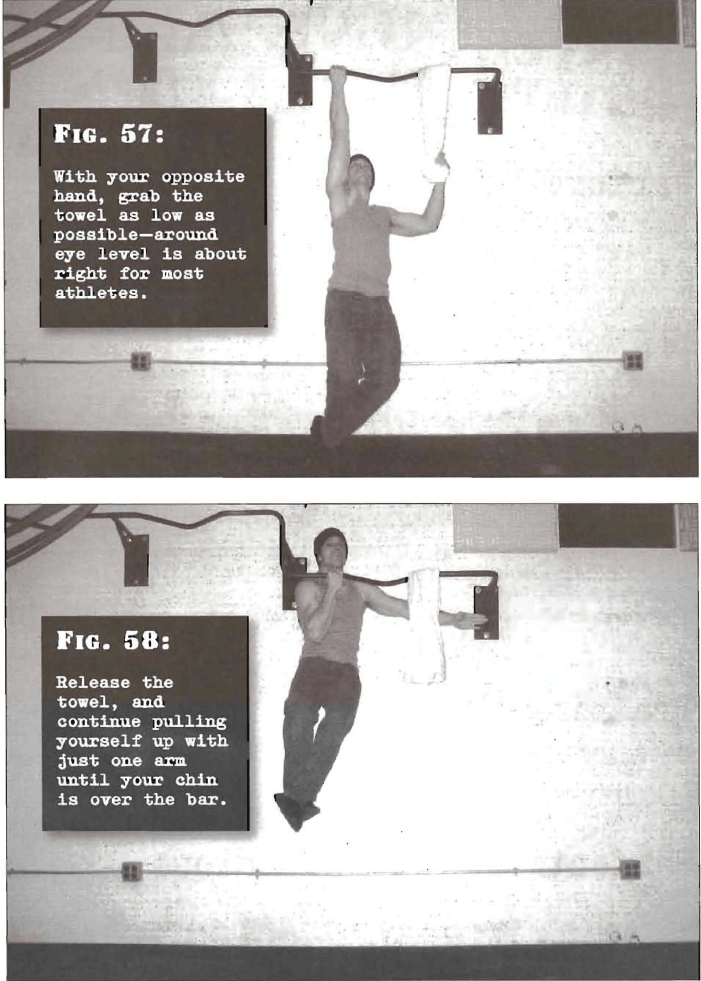 FIG. 57:
With your opposite
hand, grab the
towel as low as
possible—around
eye level is about
right for most
athletes.
FIG. 58:
Release the
towel, and
continue pulling
yourself up with
just one arm
until your chin
is over the bar.